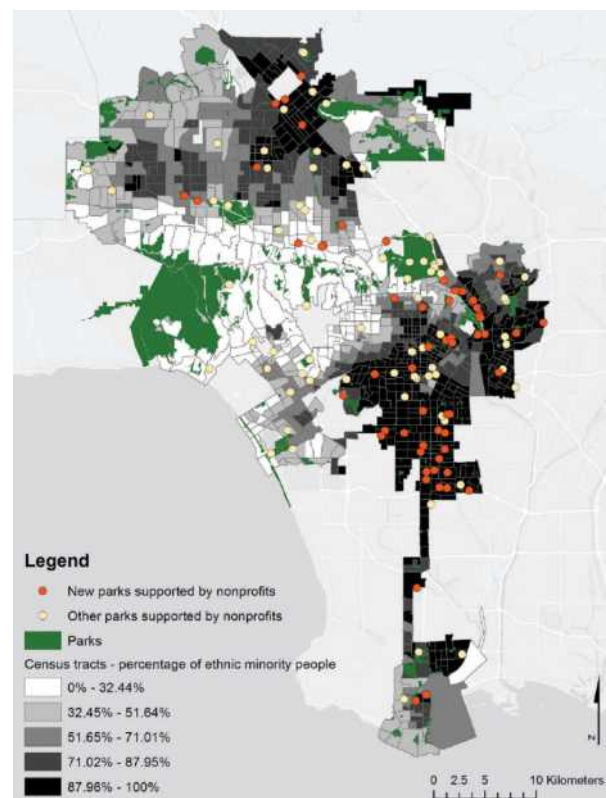 Legend
New parks supported by nonprofits
Other parks supported by nonprofits
Parks
Census tracts - percentage of ethnic minority people
0% - 32.44%
32.45% - 51.64%
51.65% - 71.01%
71.02% - 87.95%
87.96% - 100%
N
0 2.5 5 10 Kilometers